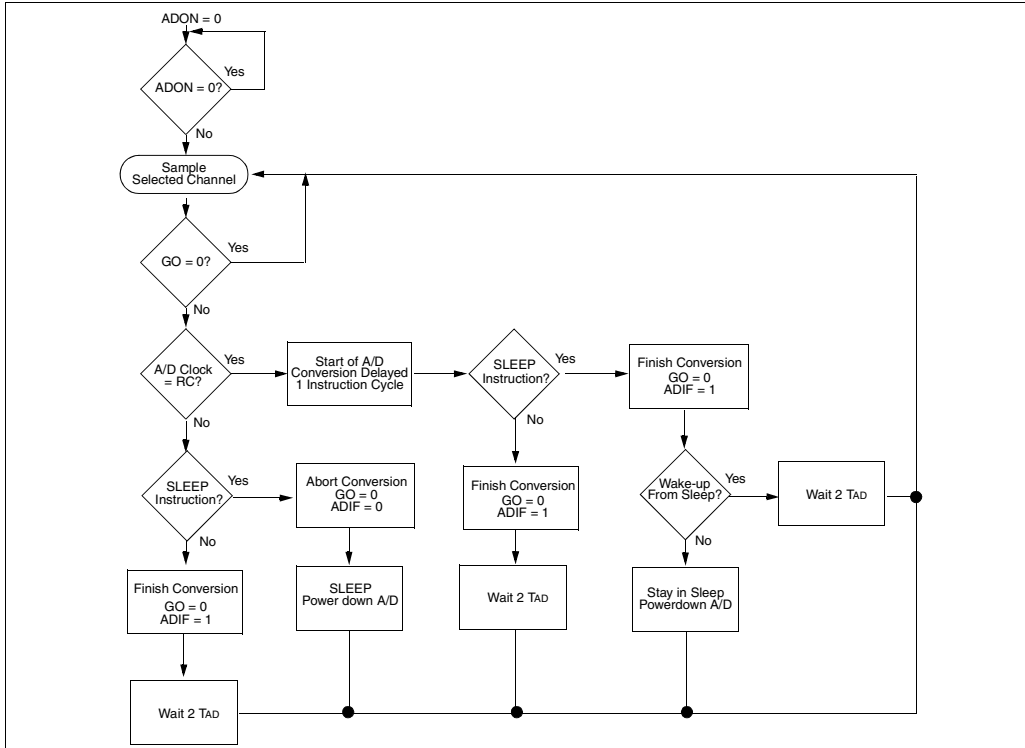 ADON = 0
Yes
ADON = 0?
No
Sample
Selected Channel
Yes
GO = 0?
No
A/D Clock
= RC?
Yes
Start of A/D
Conversion Delayed
1 Instruction Cycle
SLEEP
Instruction?
Yes
Finish Conversion
GO = 0
ADIF = 1
No
No
SLEEP
Instruction?
Yes
Abort Conversion
GO = 0
ADIF = 0
Finish Conversion
GO = 0
ADIF = 1
Wake-up
From Sleep?
Yes
Wait 2 TAD
No
No
Finish Conversion
GO = 0
ADIF = 1
SLEEP
Power down A/D
Wait 2 TAD
Stay in Sleep
Powerdown A/D
Wait 2 TAD